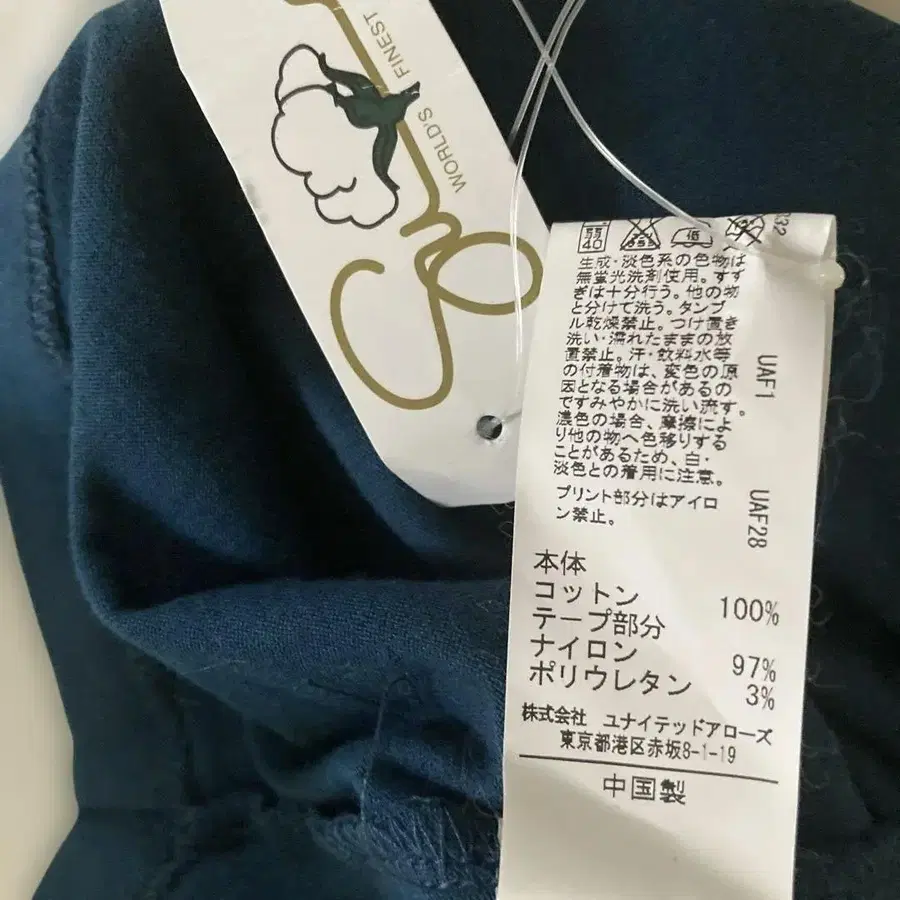 WORLD'S FINEST
弱
40
低
332
生成・淡色系の色物は
無蛍光洗剤使用。すす
ぎは十分行う。他の物
と分けて洗う。タンブ
ル乾燥禁止。つけ置き
洗い・濡れたままの放
置禁止。汗・飲料水等
の付着物は、変色の原
因となる場合があるの
ですみやかに洗い流す。
濃色の場合、摩擦によ
り他の物へ色移りする
ことがあるため、白・
淡色との着用に注意。
プリント部分はアイロ
ン禁止。
UAF1
UAF28
本体
コットン 100%
テープ部分
ナイロン 97%
ポリウレタン 3%
株式会社 ユナイテッドアローズ
東京都港区赤坂8-1-19
中国製